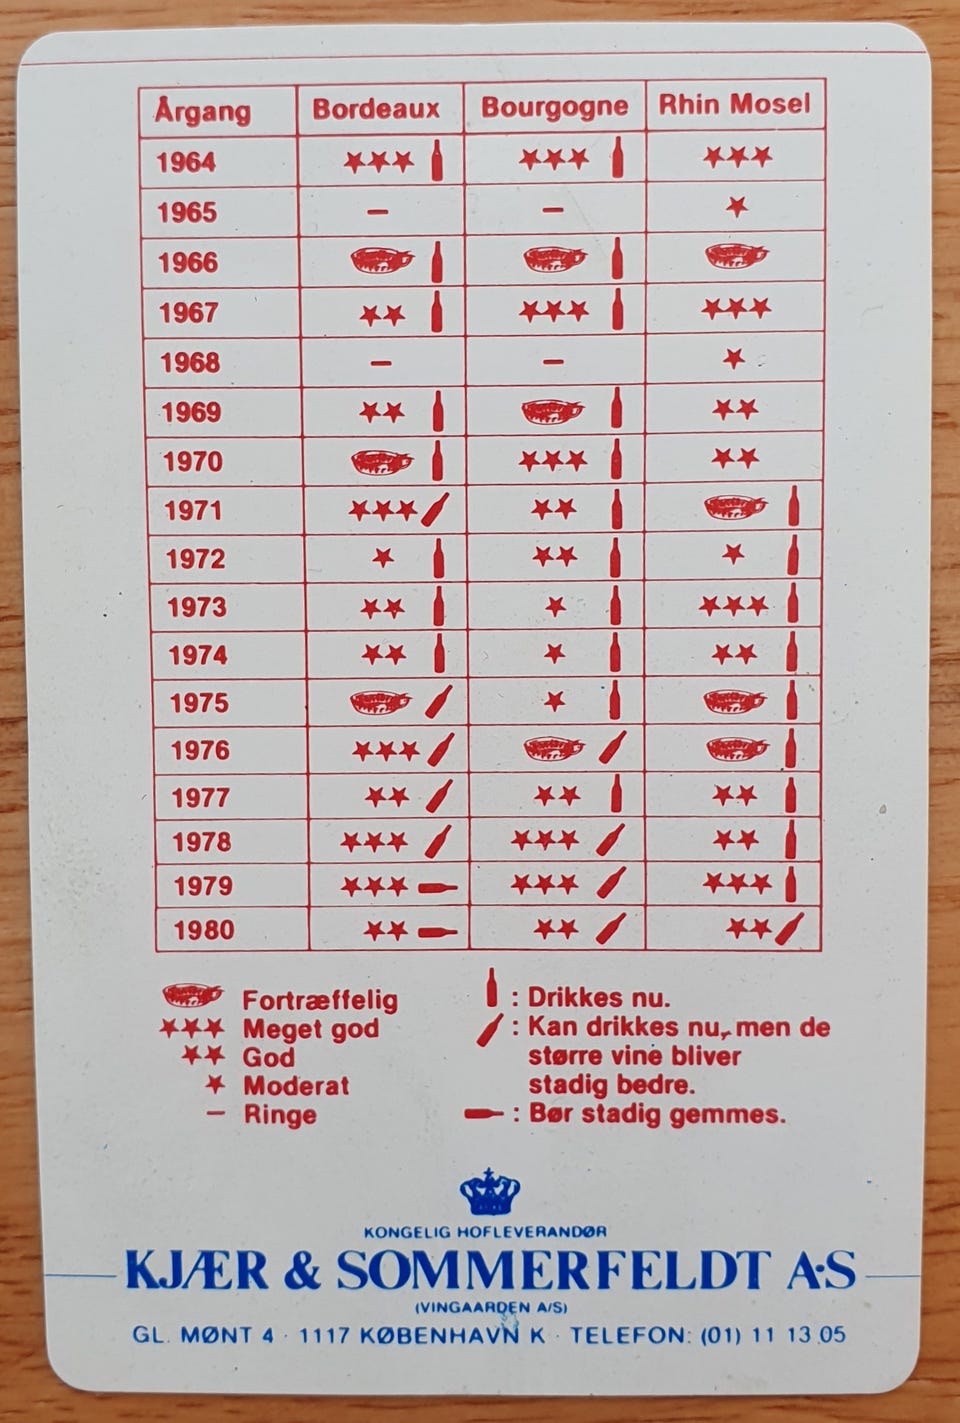 Årgang Bordeaux Bourgogne Rhin Mosel
1964
1965 – –
1966
1967
1968 – –
1969
1970
1971
1972
1973
1974
1975
1976
1977
1978
1979
1980
Fortræffelig
Meget god
God
Moderat
– Ringe
: Drikkes nu.
: Kan drikkes nu, men de
større vine bliver
stadig bedre.
: Bør stadig gemmes.
KONGELIG HOFLEVERANDØR
KJÆR & SOMMERFELDT A·S
(VINGAARDEN A/S)
GL. MØNT 4 · 1117 KØBENHAVN K · TELEFON: (01) 11 13 05